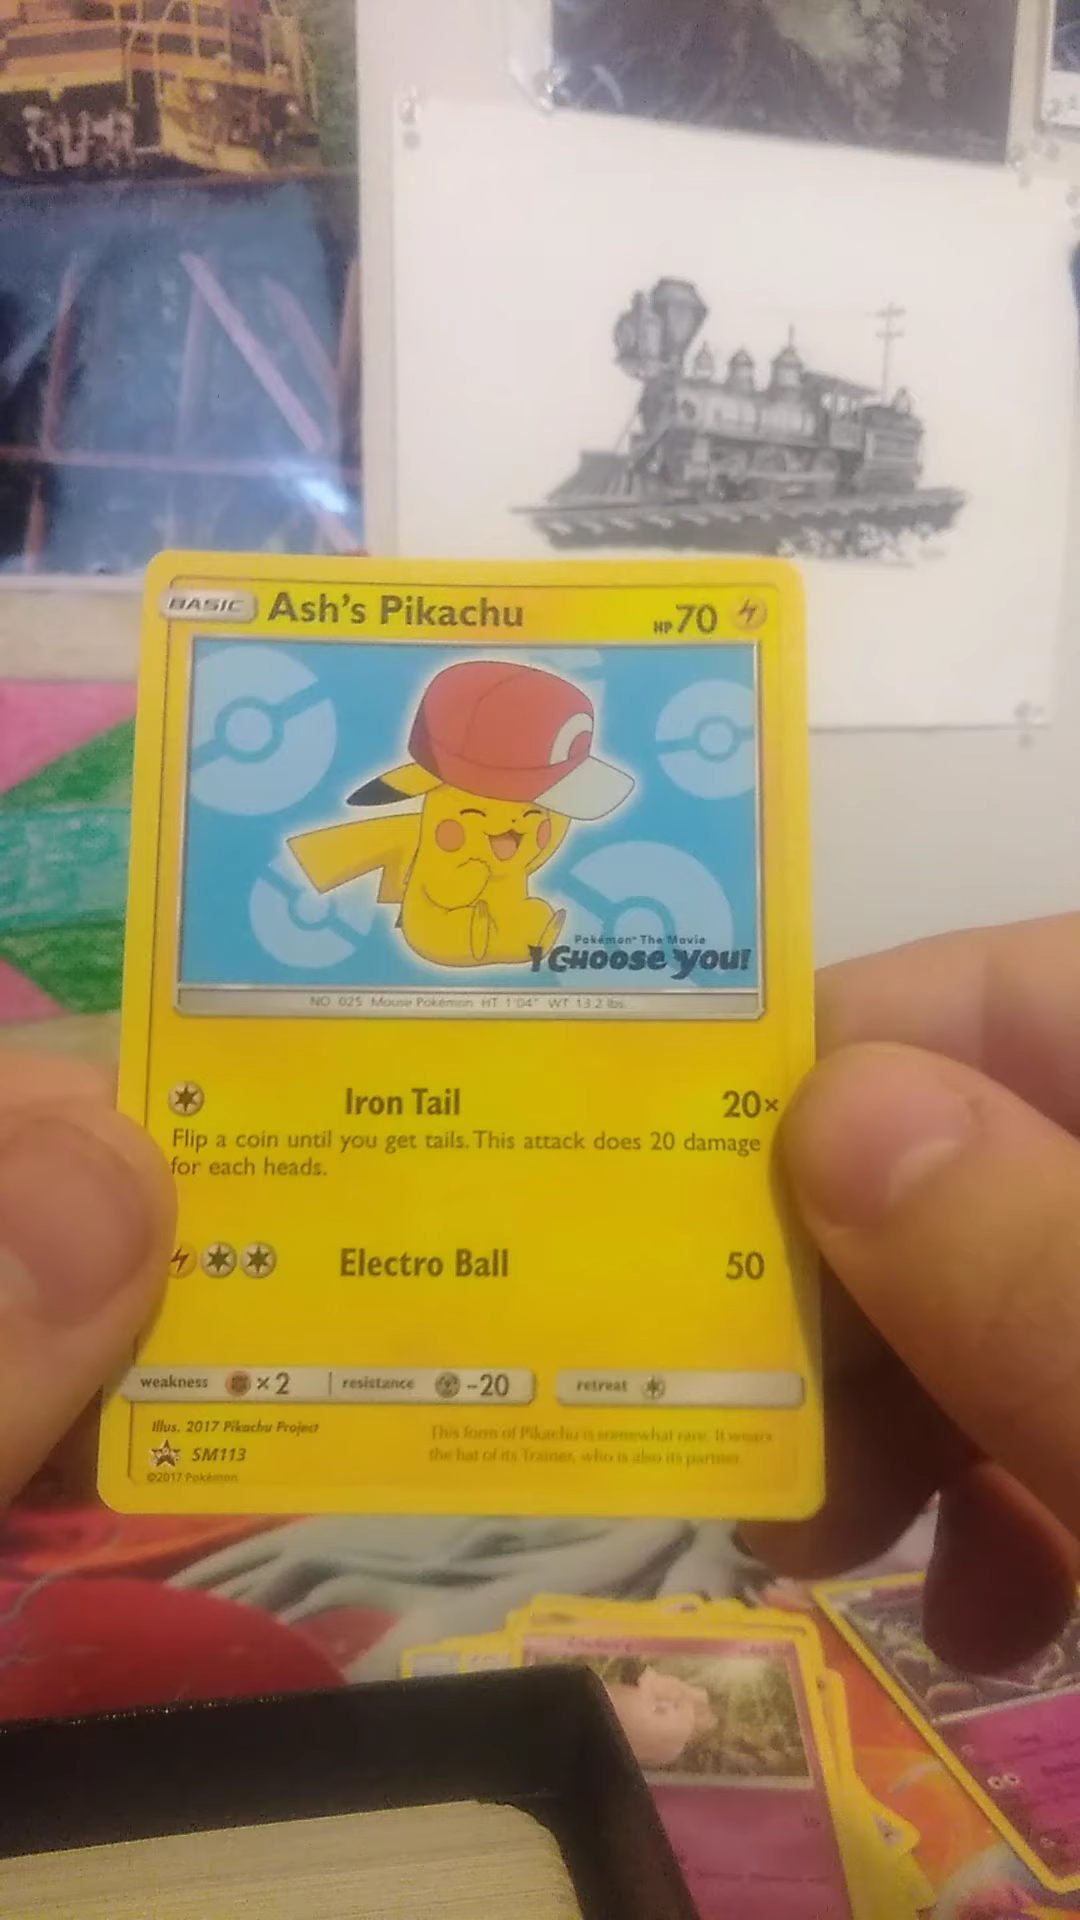 BASIC Ash's Pikachu HP 70
Pokémon The Movie
I Choose You!
NO. 025 Mouse Pokémon HT 1'04" WT 13.2 lbs.
Iron Tail 20×
Flip a coin until you get tails. This attack does 20 damage
for each heads.
Electro Ball 50
weakness ×2 resistance -20 retreat
Illus. 2017 Pikachu Project
SM113
©2017 Pokémon
This form of Pikachu is somewhat rare. It wears
the hat of its Trainer, who is also its partner.